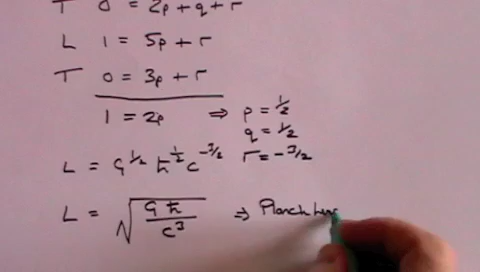 T 0 = 2p + q + r
L 1 = 5p + r
T 0 = 3p + r
1 = 2p ⇒ p = 1/2
q = 1/2
L = G^1/2 ħ^1/2 c^-3/2 r = -3/2
L = √(Għ/c³) ⇒ Planck